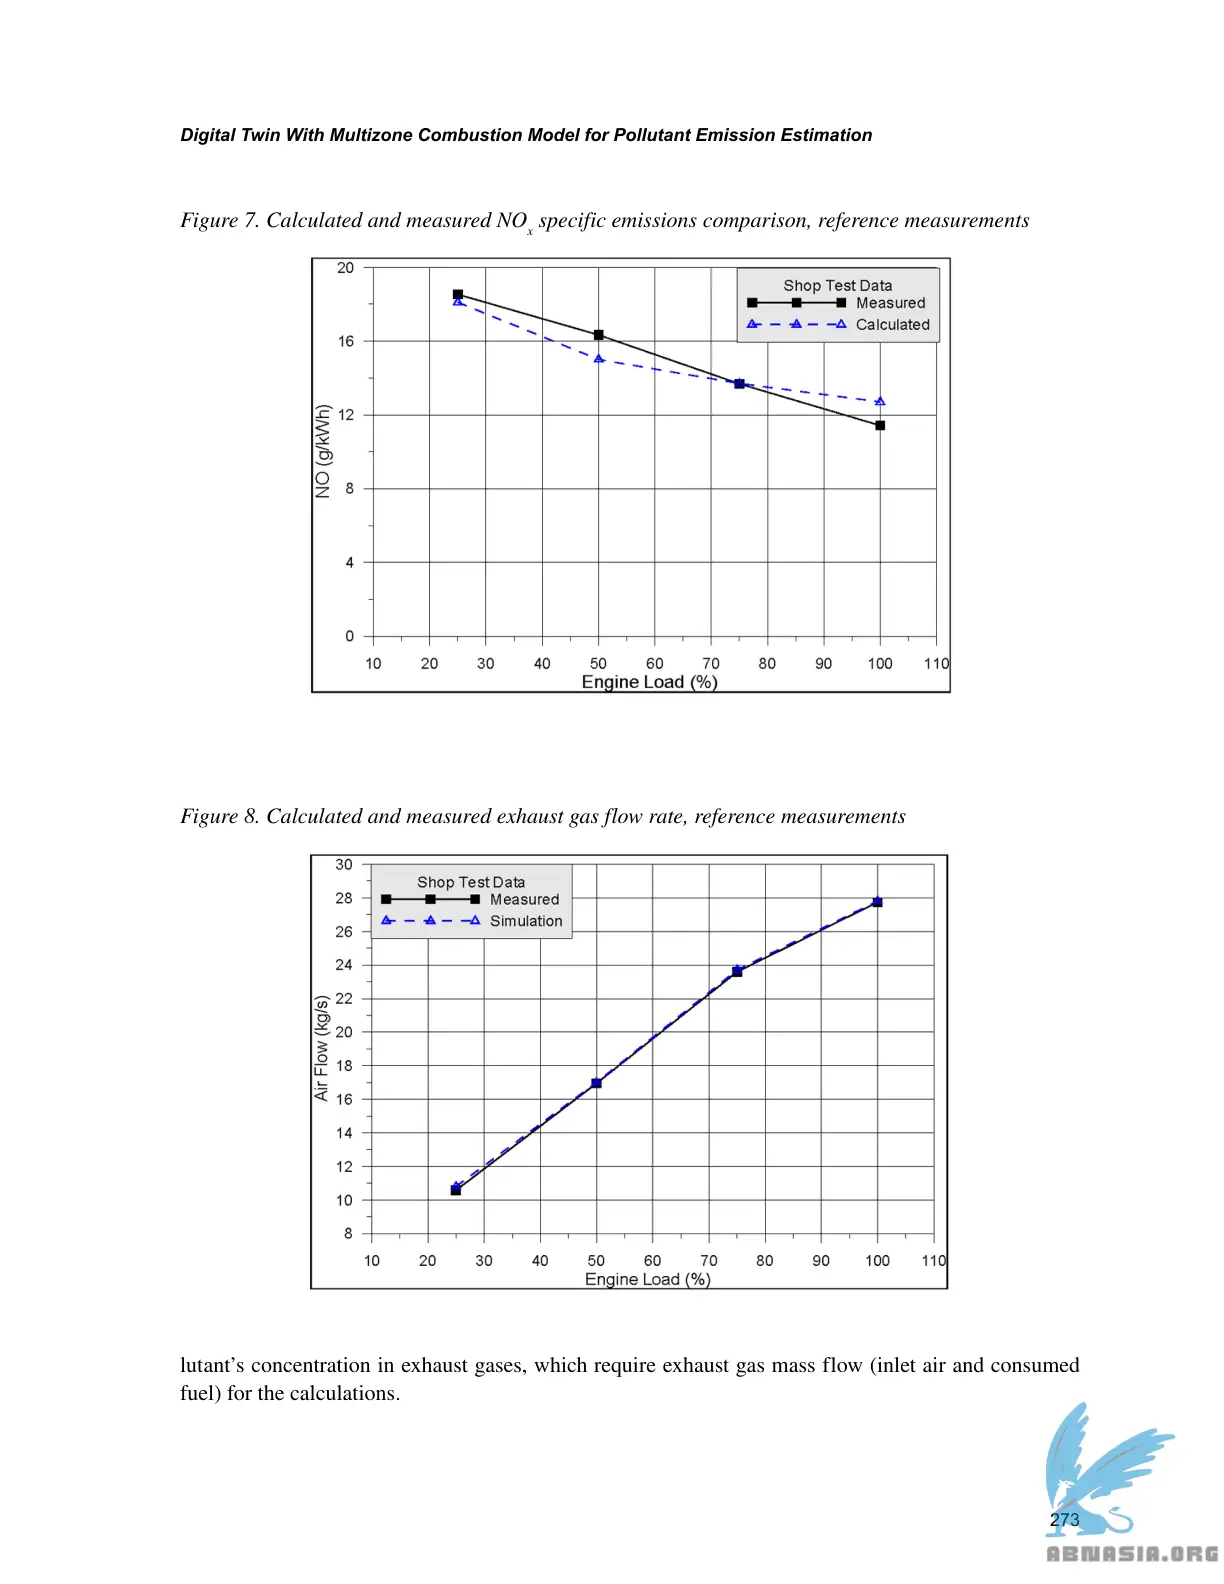 Digital Twin With Multizone Combustion Model for Pollutant Emission Estimation
Figure 7. Calculated and measured NOx specific emissions comparison, reference measurements
20
16
12
8
4
0
NO (g/kWh)
Shop Test Data
Measured
Calculated
10 20 30 40 50 60 70 80 90 100 110
Engine Load (%)
Figure 8. Calculated and measured exhaust gas flow rate, reference measurements
30
28
26
24
22
20
18
16
14
12
10
8
Air Flow (kg/s)
Shop Test Data
Measured
Simulation
10 20 30 40 50 60 70 80 90 100 110
Engine Load (%)
lutant’s concentration in exhaust gases, which require exhaust gas mass flow (inlet air and consumed
fuel) for the calculations.
273
ABNASIA.ORG